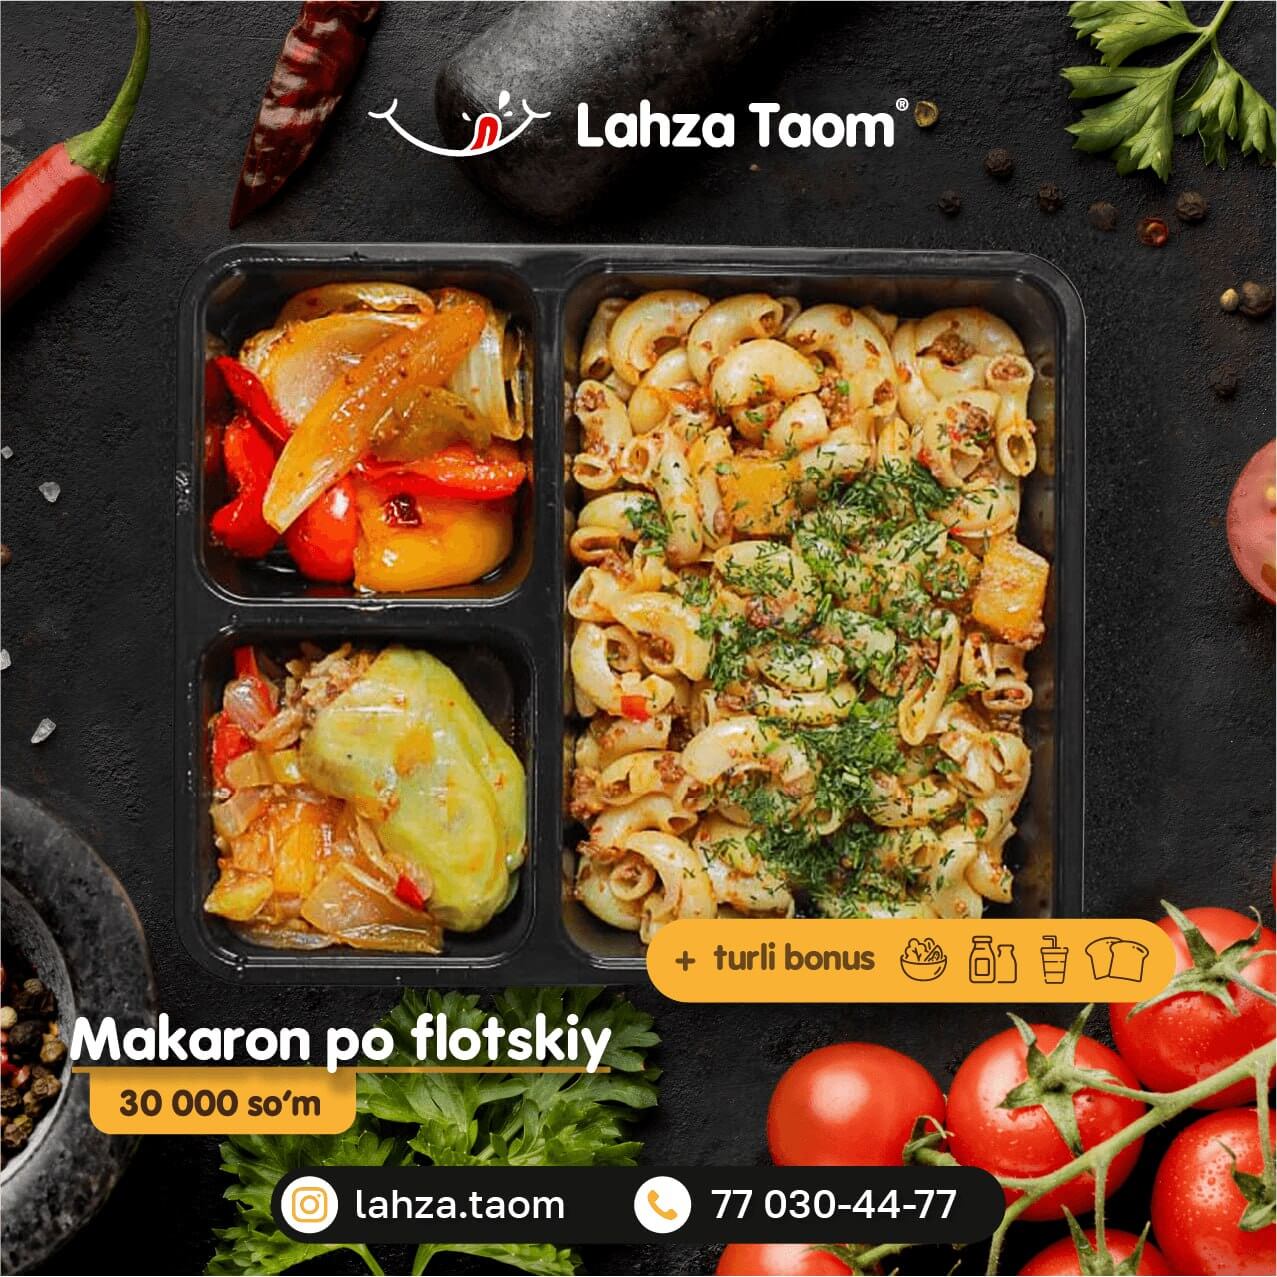 Lahza Taom®
+ turli bonus
Makaron po flotskiy
30 000 so‘m
lahza.taom
77 030-44-77